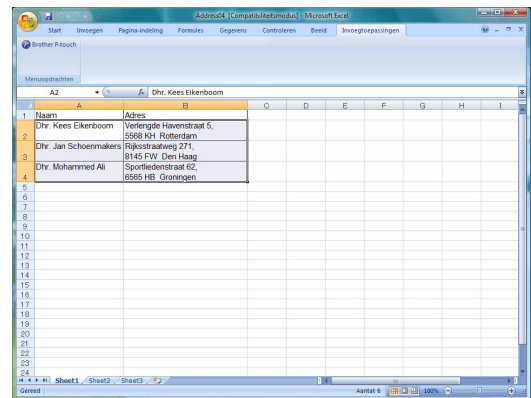 Address04 [Compatibiliteitsmodus] - Microsoft Excel
Start Invoegen Pagina-indeling Formules Gegevens Controleren Beeld Invoegtoepassingen
Brother P-touch
Menuopdrachten
A2 fx Dhr. Kees Eikenboom
A B C D E F G H I
1 Naam Adres
Dhr. Kees Eikenboom Verlengde Havenstraat 5,
2 5568 KH Rotterdam
Dhr. Jan Schoenmakers Rijksstraatweg 271,
3 8145 FW Den Haag
Dhr. Mohammed Ali Sportliedenstraat 62,
4 6565 HB Groningen
5
6
7
8
9
10
11
12
13
14
15
16
17
18
19
20
21
22
23
24
Sheet1 Sheet2 Sheet3
Gereed Aantal: 6 100%